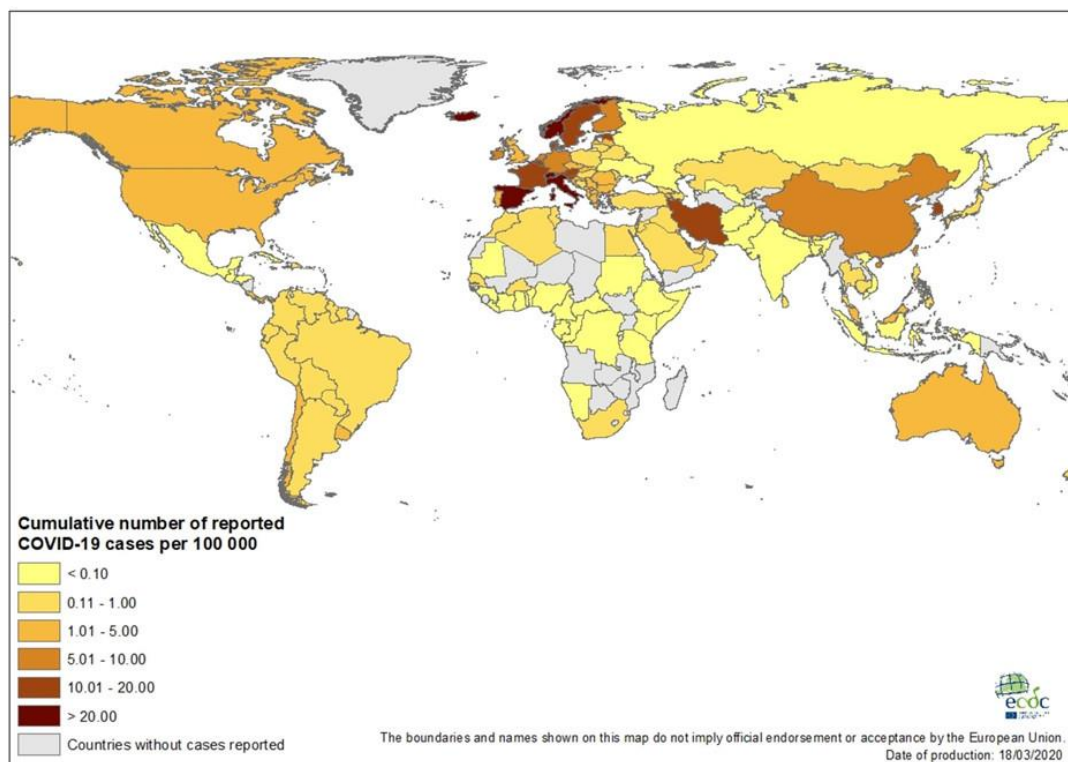 Cumulative number of reported
COVID-19 cases per 100 000
< 0.10
0.11 - 1.00
1.01 - 5.00
5.01 - 10.00
10.01 - 20.00
> 20.00
Countries without cases reported
ecdc
The boundaries and names shown on this map do not imply official endorsement or acceptance by the European Union.
Date of production: 18/03/2020